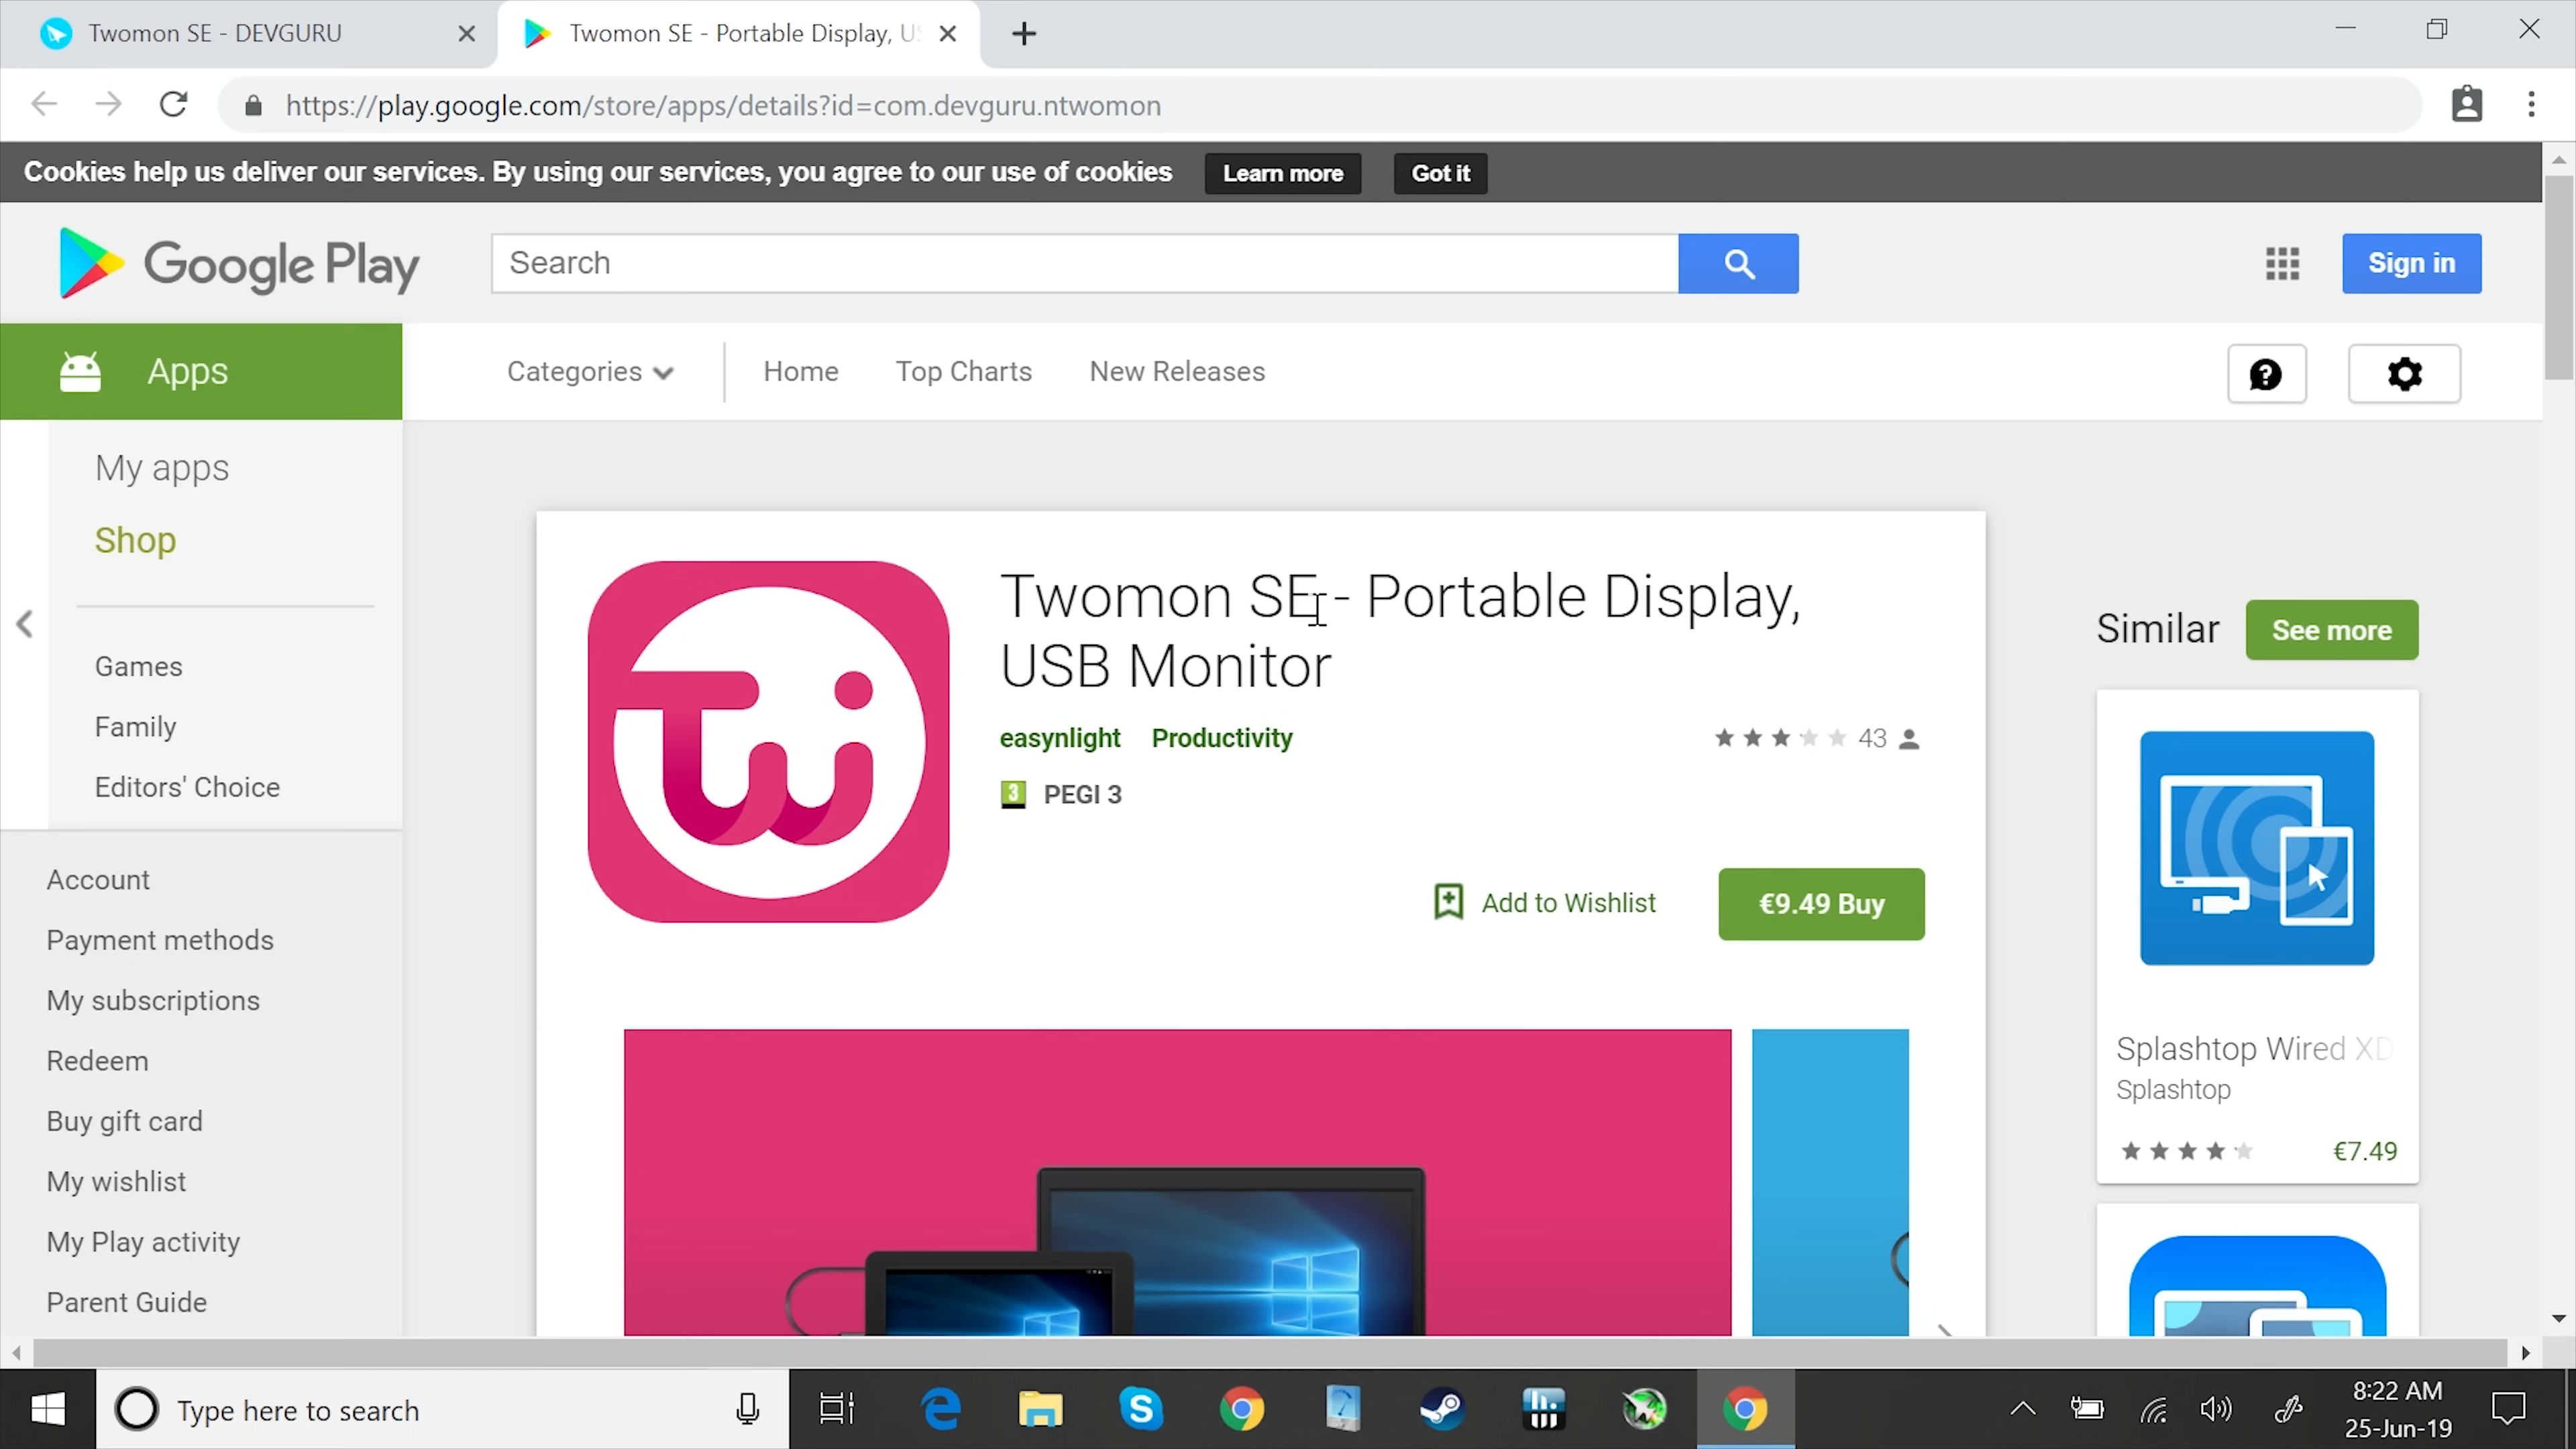 Twomon SE - DEVGURU
Twomon SE - Portable Display, US
https://play.google.com/store/apps/details?id=com.devguru.ntwomon
Cookies help us deliver our services. By using our services, you agree to our use of cookies
Learn more
Got it
Google Play
Search
Sign in
Apps
Categories
Home
Top Charts
New Releases
My apps
Shop
Games
Family
Editors' Choice
Account
Payment methods
My subscriptions
Redeem
Buy gift card
My wishlist
My Play activity
Parent Guide
Twomon SE - Portable Display,
USB Monitor
easynlight Productivity
43
3 PEGI 3
Add to Wishlist
€9.49 Buy
Similar
See more
Splashtop Wired XD
Splashtop
€7.49
Type here to search
8:22 AM
25-Jun-19